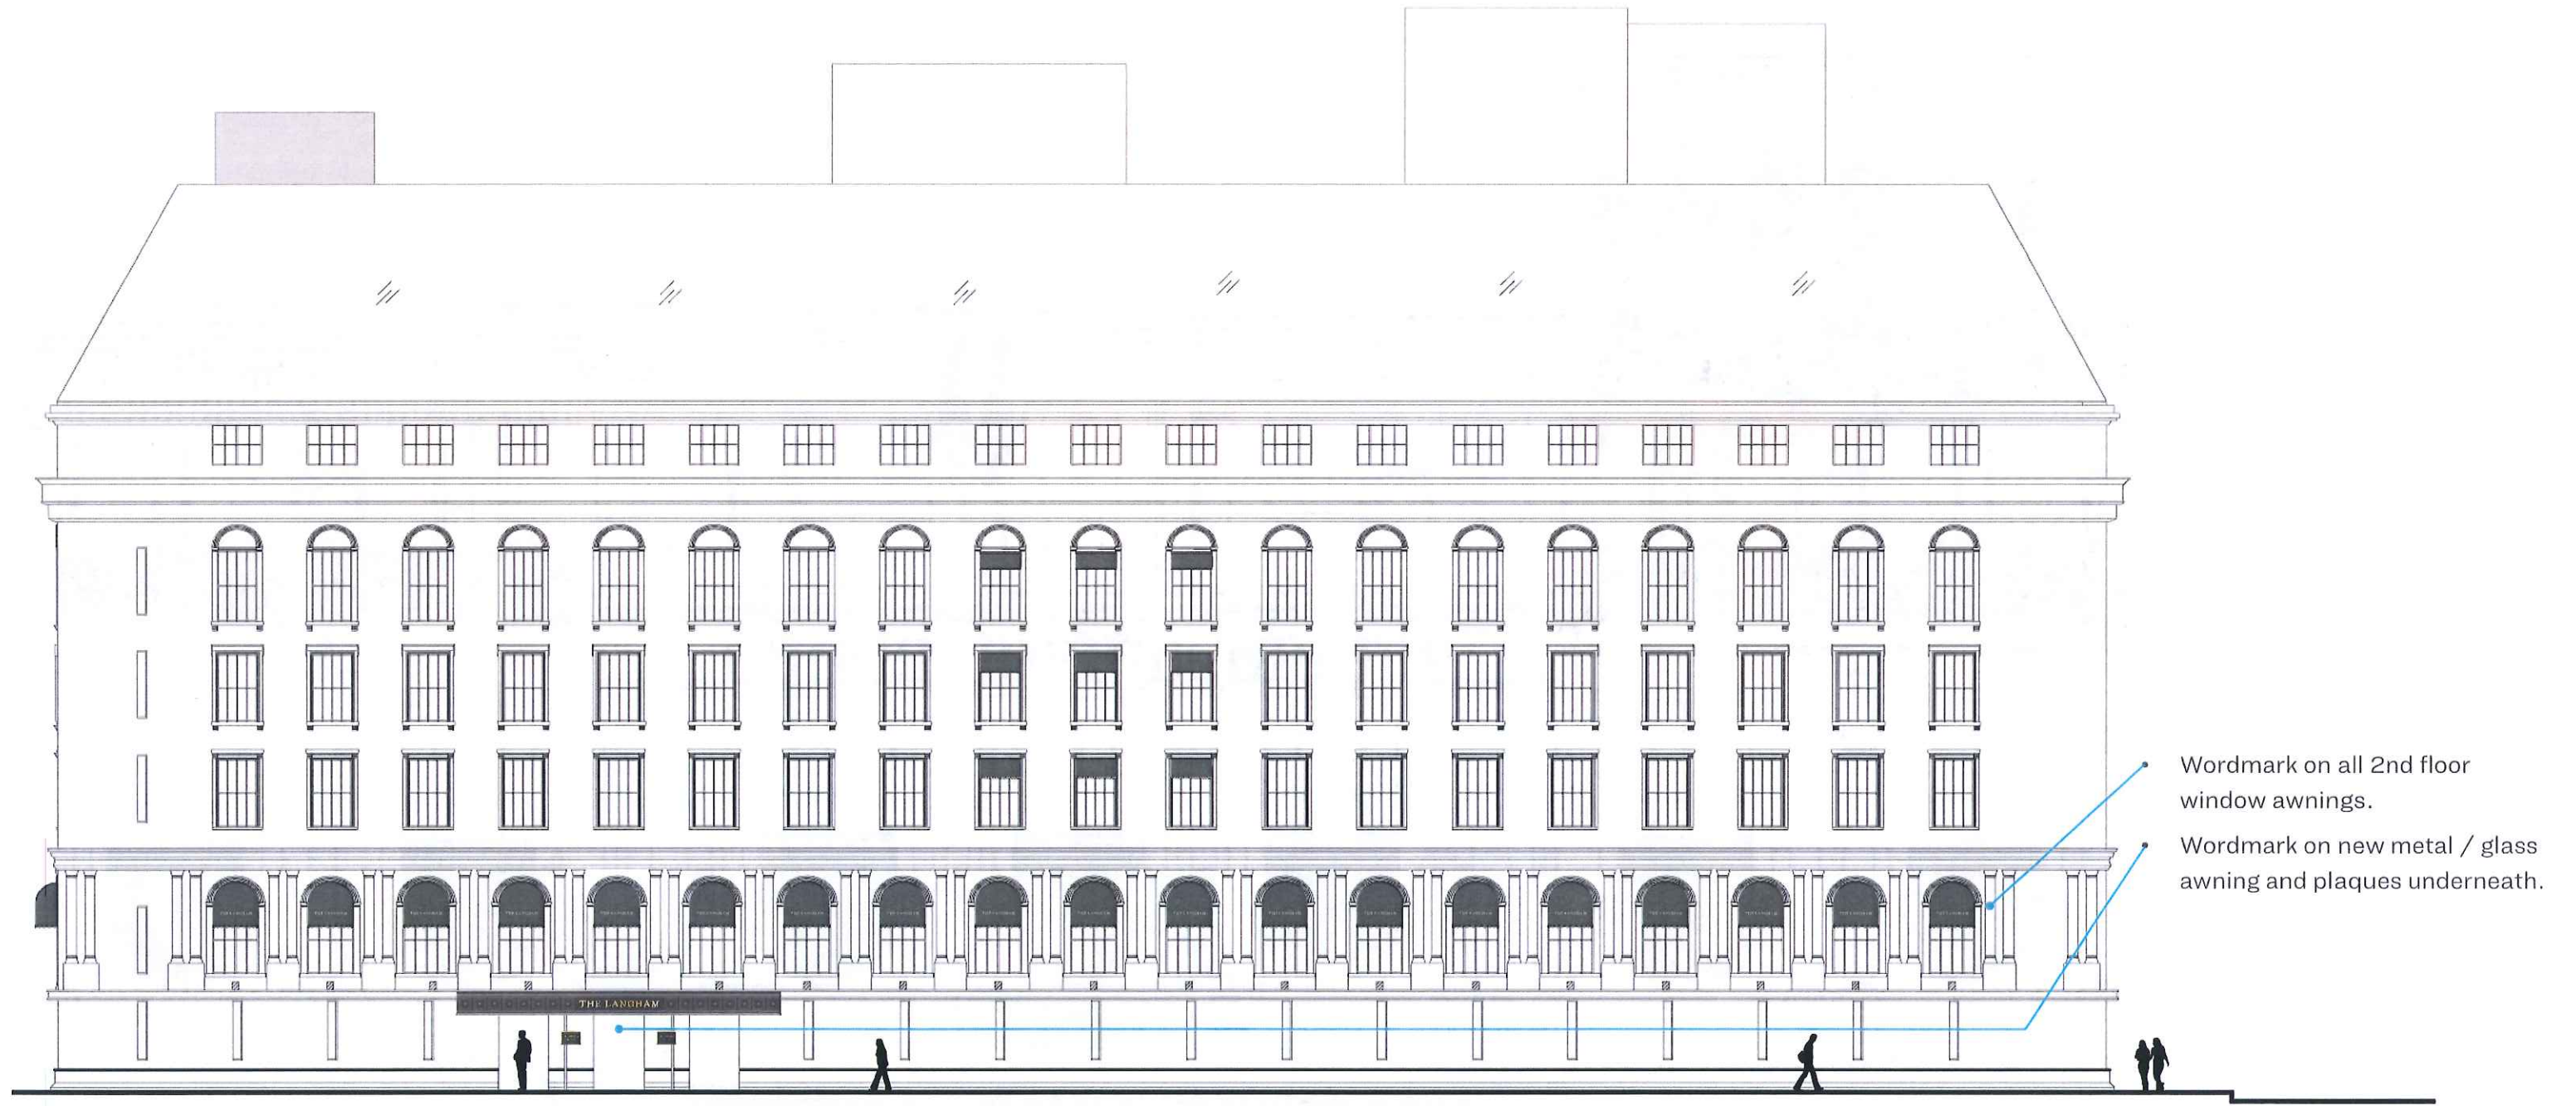 Wordmark on all 2nd floor
window awnings.
Wordmark on new metal / glass
awning and plaques underneath.
THE LANGHAM